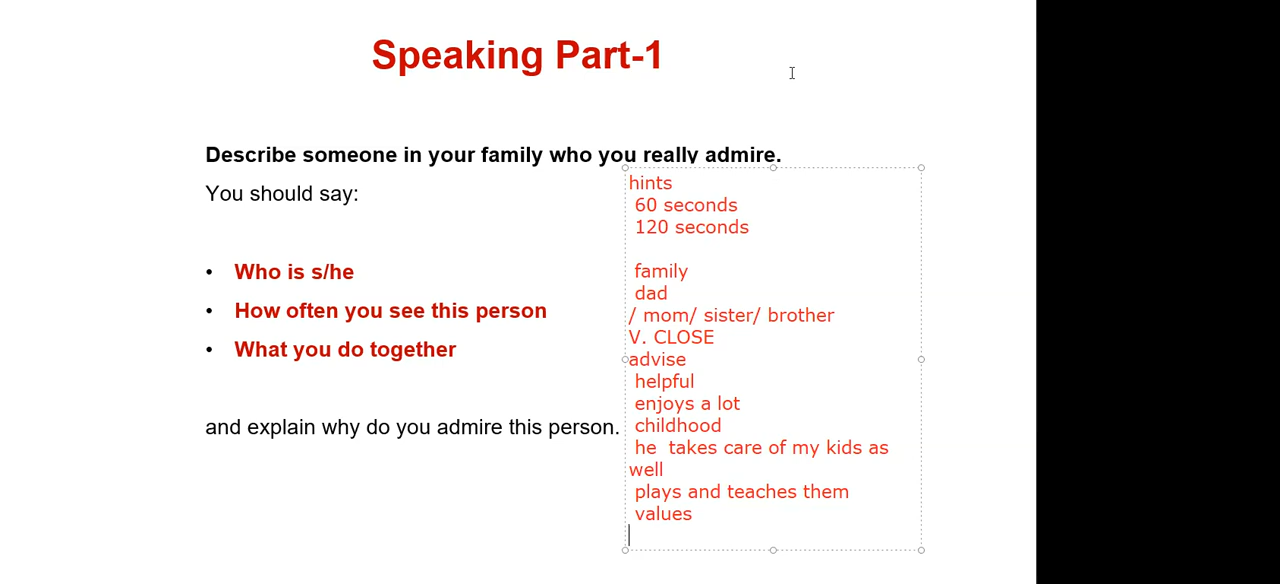 Speaking Part-1
Describe someone in your family who you really admire.
You should say:
• Who is s/he
• How often you see this person
• What you do together
and explain why do you admire this person.
hints
60 seconds
120 seconds
family
dad
/ mom/ sister/ brother
V. CLOSE
advise
helpful
enjoys a lot
childhood
he  takes care of my kids as
well
plays and teaches them
values